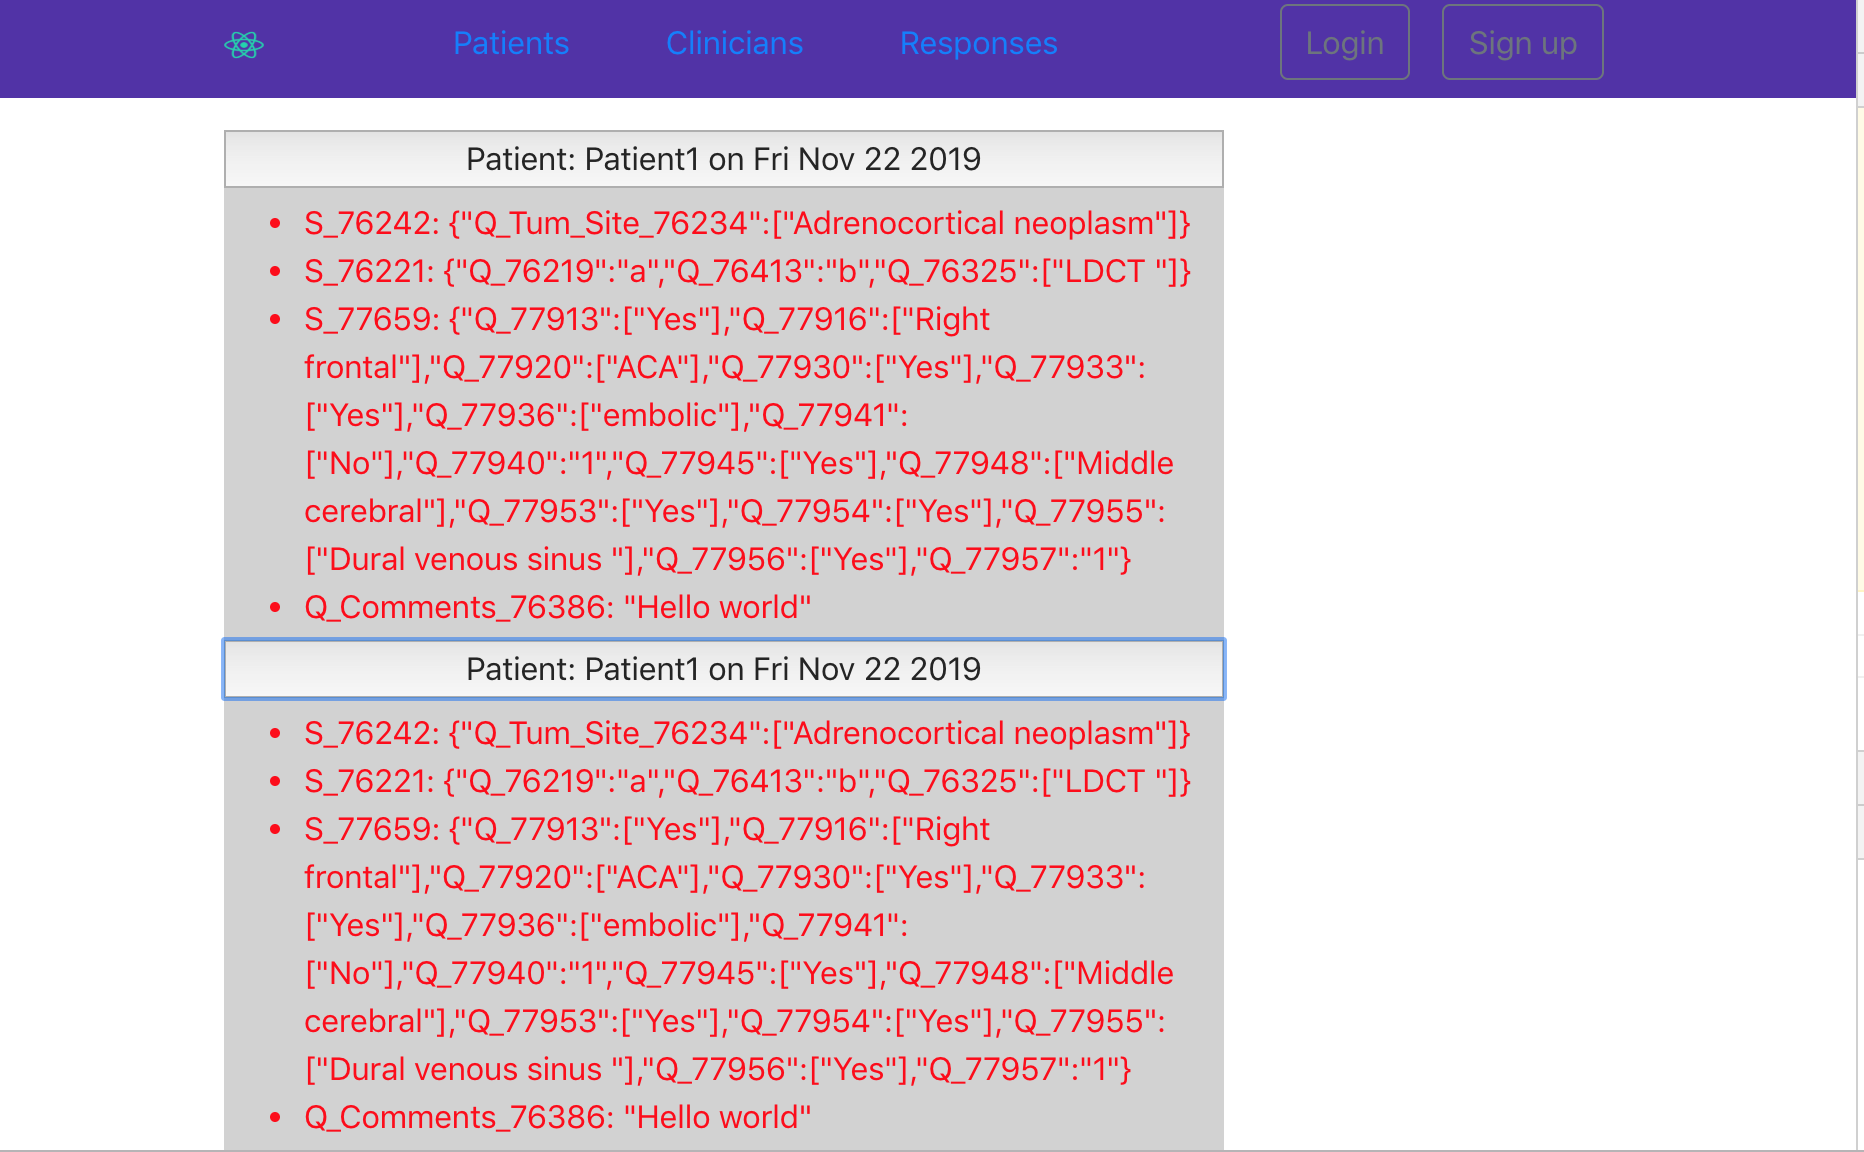 Patients Clinicians Responses Login Sign up
Patient: Patient1 on Fri Nov 22 2019
• S_76242: {"Q_Tum_Site_76234":["Adrenocortical neoplasm"]}
• S_76221: {"Q_76219":"a","Q_76413":"b","Q_76325":["LDCT "]}
• S_77659: {"Q_77913":["Yes"],"Q_77916":["Right
frontal"],"Q_77920":["ACA"],"Q_77930":["Yes"],"Q_77933":
["Yes"],"Q_77936":["embolic"],"Q_77941":
["No"],"Q_77940":"1","Q_77945":["Yes"],"Q_77948":["Middle
cerebral"],"Q_77953":["Yes"],"Q_77954":["Yes"],"Q_77955":
["Dural venous sinus "],"Q_77956":["Yes"],"Q_77957":"1"}
• Q_Comments_76386: "Hello world"
Patient: Patient1 on Fri Nov 22 2019
• S_76242: {"Q_Tum_Site_76234":["Adrenocortical neoplasm"]}
• S_76221: {"Q_76219":"a","Q_76413":"b","Q_76325":["LDCT "]}
• S_77659: {"Q_77913":["Yes"],"Q_77916":["Right
frontal"],"Q_77920":["ACA"],"Q_77930":["Yes"],"Q_77933":
["Yes"],"Q_77936":["embolic"],"Q_77941":
["No"],"Q_77940":"1","Q_77945":["Yes"],"Q_77948":["Middle
cerebral"],"Q_77953":["Yes"],"Q_77954":["Yes"],"Q_77955":
["Dural venous sinus "],"Q_77956":["Yes"],"Q_77957":"1"}
• Q_Comments_76386: "Hello world"